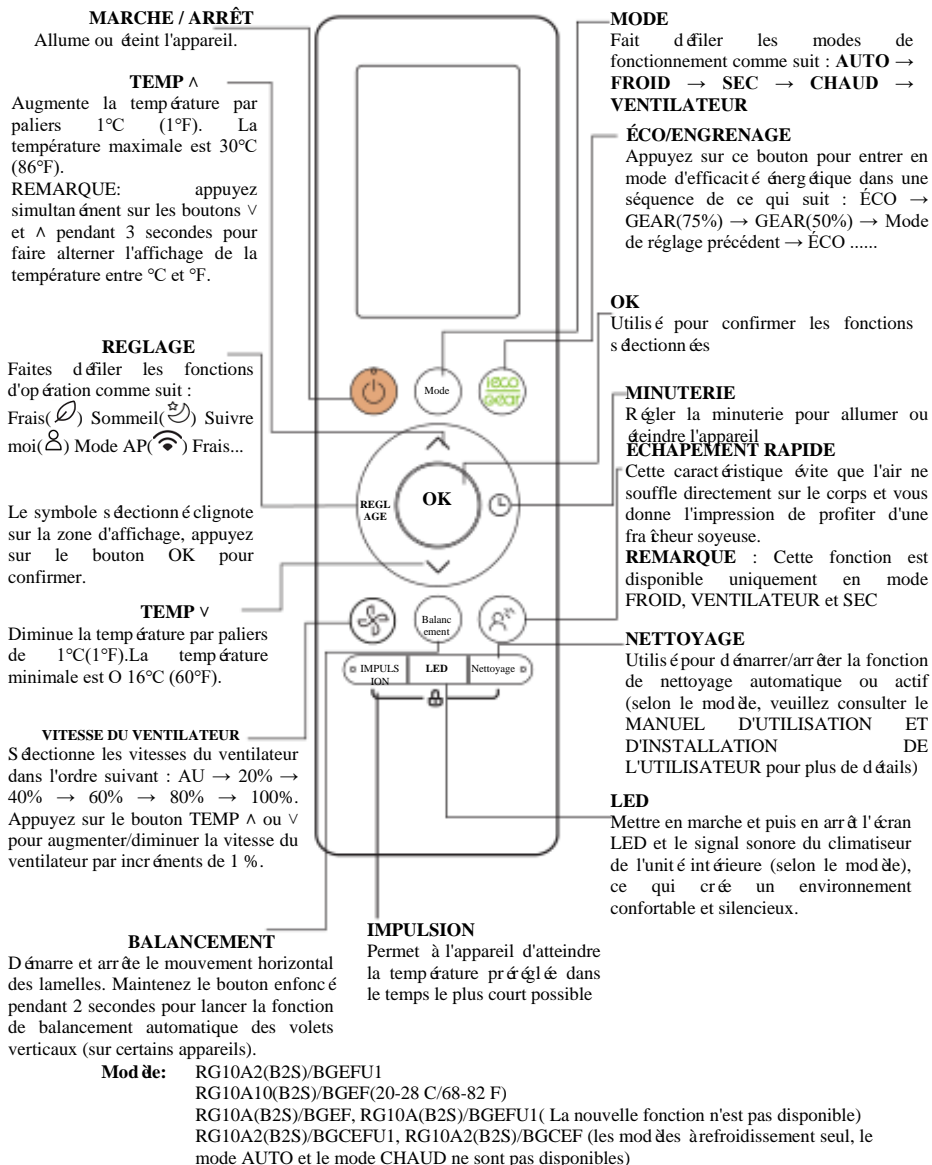 MARCHE / ARRÊT
Allume ou éteint l'appareil.
TEMP ∧
Augmente la température par
paliers 1°C (1°F). La
température maximale est 30°C
(86°F).
REMARQUE: appuyez
simultanément sur les boutons ∨
et ∧ pendant 3 secondes pour
faire alterner l'affichage de la
température entre °C et °F.
REGLAGE
Faites défiler les fonctions
d'opération comme suit :
Frais( ) Sommeil( ) Suivre
moi( ) Mode AP( ) Frais...
Le symbole sélectionné clignote
sur la zone d'affichage, appuyez
sur le bouton OK pour
confirmer.
TEMP ∨
Diminue la température par paliers
de 1°C(1°F).La température
minimale est O 16°C (60°F).
VITESSE DU VENTILATEUR
Sélectionne les vitesses du ventilateur
dans l'ordre suivant : AU → 20% →
40% → 60% → 80% → 100%.
Appuyez sur le bouton TEMP ∧ ou ∨
pour augmenter/diminuer la vitesse du
ventilateur par incréments de 1 %.
BALANCEMENT
Démarre et arrête le mouvement horizontal
des lamelles. Maintenez le bouton enfoncé
pendant 2 secondes pour lancer la fonction
de balancement automatique des volets
verticaux (sur certains appareils).
Mode
eco
Gear
REGL
AGE
OK
Balanc
ement
IMPULS
ION
LED
Nettoyage
IMPULSION
Permet à l'appareil d'atteindre
la température préréglée dans
le temps le plus court possible
MODE
Fait défiler les modes de
fonctionnement comme suit : AUTO →
FROID → SEC → CHAUD →
VENTILATEUR
ÉCO/ENGRENAGE
Appuyez sur ce bouton pour entrer en
mode d'efficacité énergétique dans une
séquence de ce qui suit : ÉCO →
GEAR(75%) → GEAR(50%) → Mode
de réglage précédent → ÉCO ......
OK
Utilisé pour confirmer les fonctions
sélectionnées
MINUTERIE
Régler la minuterie pour allumer ou
éteindre l'appareil
ÉCHAPEMENT RAPIDE
Cette caractéristique évite que l'air ne
souffle directement sur le corps et vous
donne l'impression de profiter d'une
fraîcheur soyeuse.
REMARQUE : Cette fonction est
disponible uniquement en mode
FROID, VENTILATEUR et SEC
NETTOYAGE
Utilisé pour démarrer/arrêter la fonction
de nettoyage automatique ou actif
(selon le modèle, veuillez consulter le
MANUEL D'UTILISATION ET
D'INSTALLATION DE
L'UTILISATEUR pour plus de détails)
LED
Mettre en marche et puis en arrêt l'écran
LED et le signal sonore du climatiseur
de l'unité intérieure (selon le modèle),
ce qui crée un environnement
confortable et silencieux.
Modèle: RG10A2(B2S)/BGEFU1
RG10A10(B2S)/BGEF(20-28 C/68-82 F)
RG10A(B2S)/BGEF, RG10A(B2S)/BGEFU1( La nouvelle fonction n'est pas disponible)
RG10A2(B2S)/BGCEFU1, RG10A2(B2S)/BGCEF (les modèles à refroidissement seul, le
mode AUTO et le mode CHAUD ne sont pas disponibles)